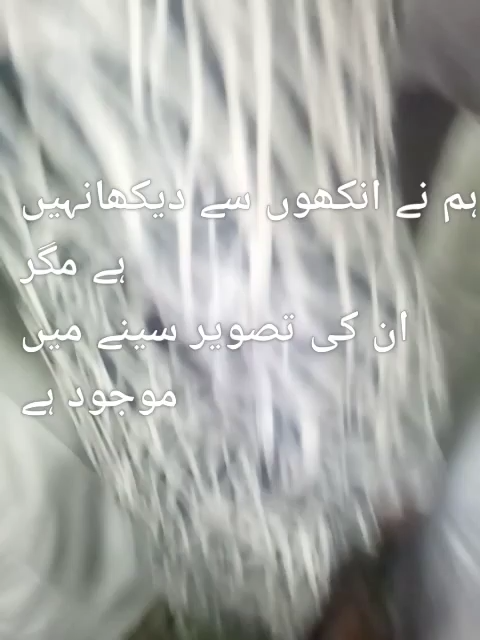 ہم نے انکھوں سے دیکھانہیں
ہے مگر
ان کی تصویر سینے میں
موجود ہے